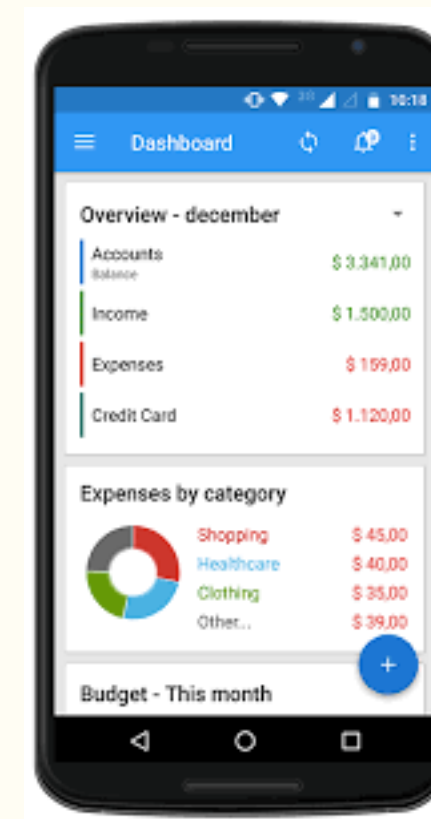 3G 10:18
Dashboard
Overview - december
Accounts $ 3.341,00
Balance
Income $ 1.500,00
Expenses $ 159,00
Credit Card $ 1.120,00
Expenses by category
Shopping $ 45,00
Healthcare $ 40,00
Clothing $ 35,00
Other... $ 39,00
+
Budget - This month